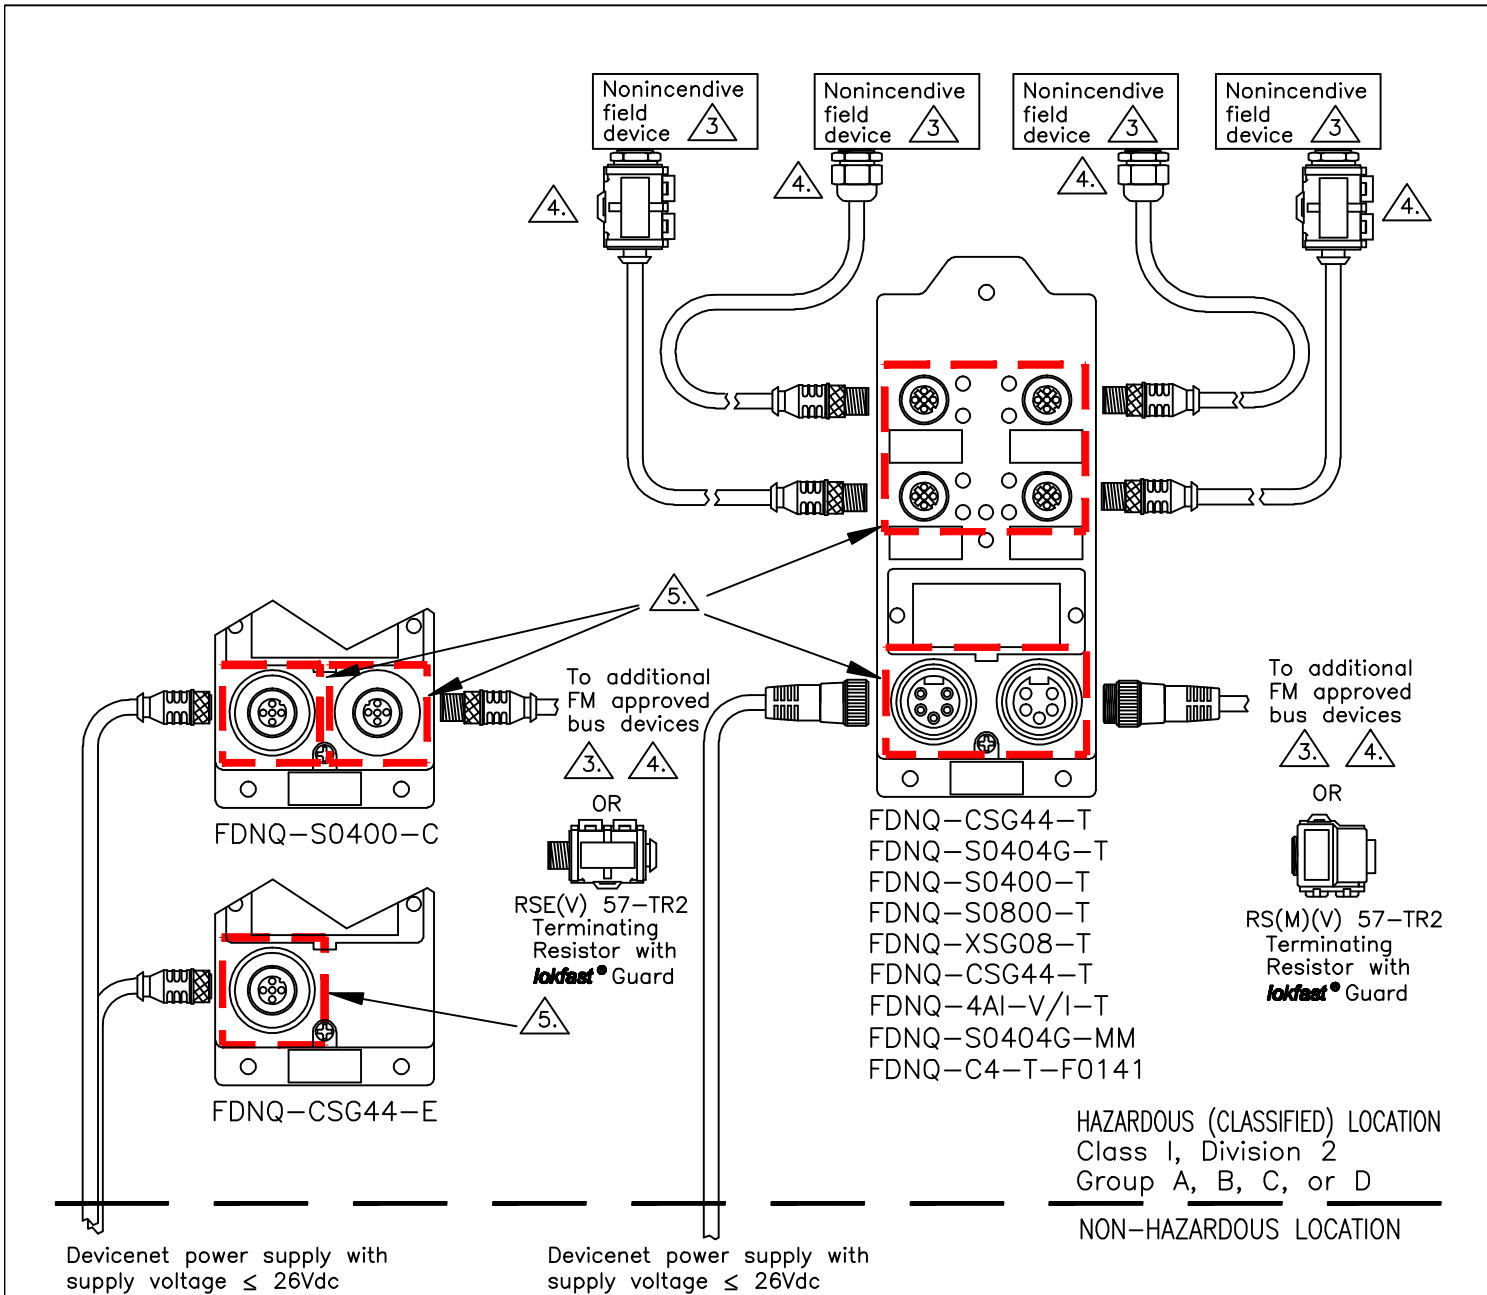 Nonincendive
field
device 3
Nonincendive
field
device 3
Nonincendive
field
device 3
Nonincendive
field
device 3
4.
4.
4.
4.
5.
To additional
FM approved
bus devices
3. 4.
OR
RSE(V) 57-TR2
Terminating
Resistor with
lokfast® Guard
5.
FDNQ-S0400-C
FDNQ-CSG44-E
FDNQ-CSG44-T
FDNQ-S0404G-T
FDNQ-S0400-T
FDNQ-S0800-T
FDNQ-XSG08-T
FDNQ-CSG44-T
FDNQ-4AI-V/I-T
FDNQ-S0404G-MM
FDNQ-C4-T-F0141
To additional
FM approved
bus devices
3. 4.
OR
RS(M)(V) 57-TR2
Terminating
Resistor with
lokfast® Guard
HAZARDOUS (CLASSIFIED) LOCATION
Class I, Division 2
Group A, B, C, or D
NON-HAZARDOUS LOCATION
Devicenet power supply with
supply voltage ≤ 26Vdc
Devicenet power supply with
supply voltage ≤ 26Vdc